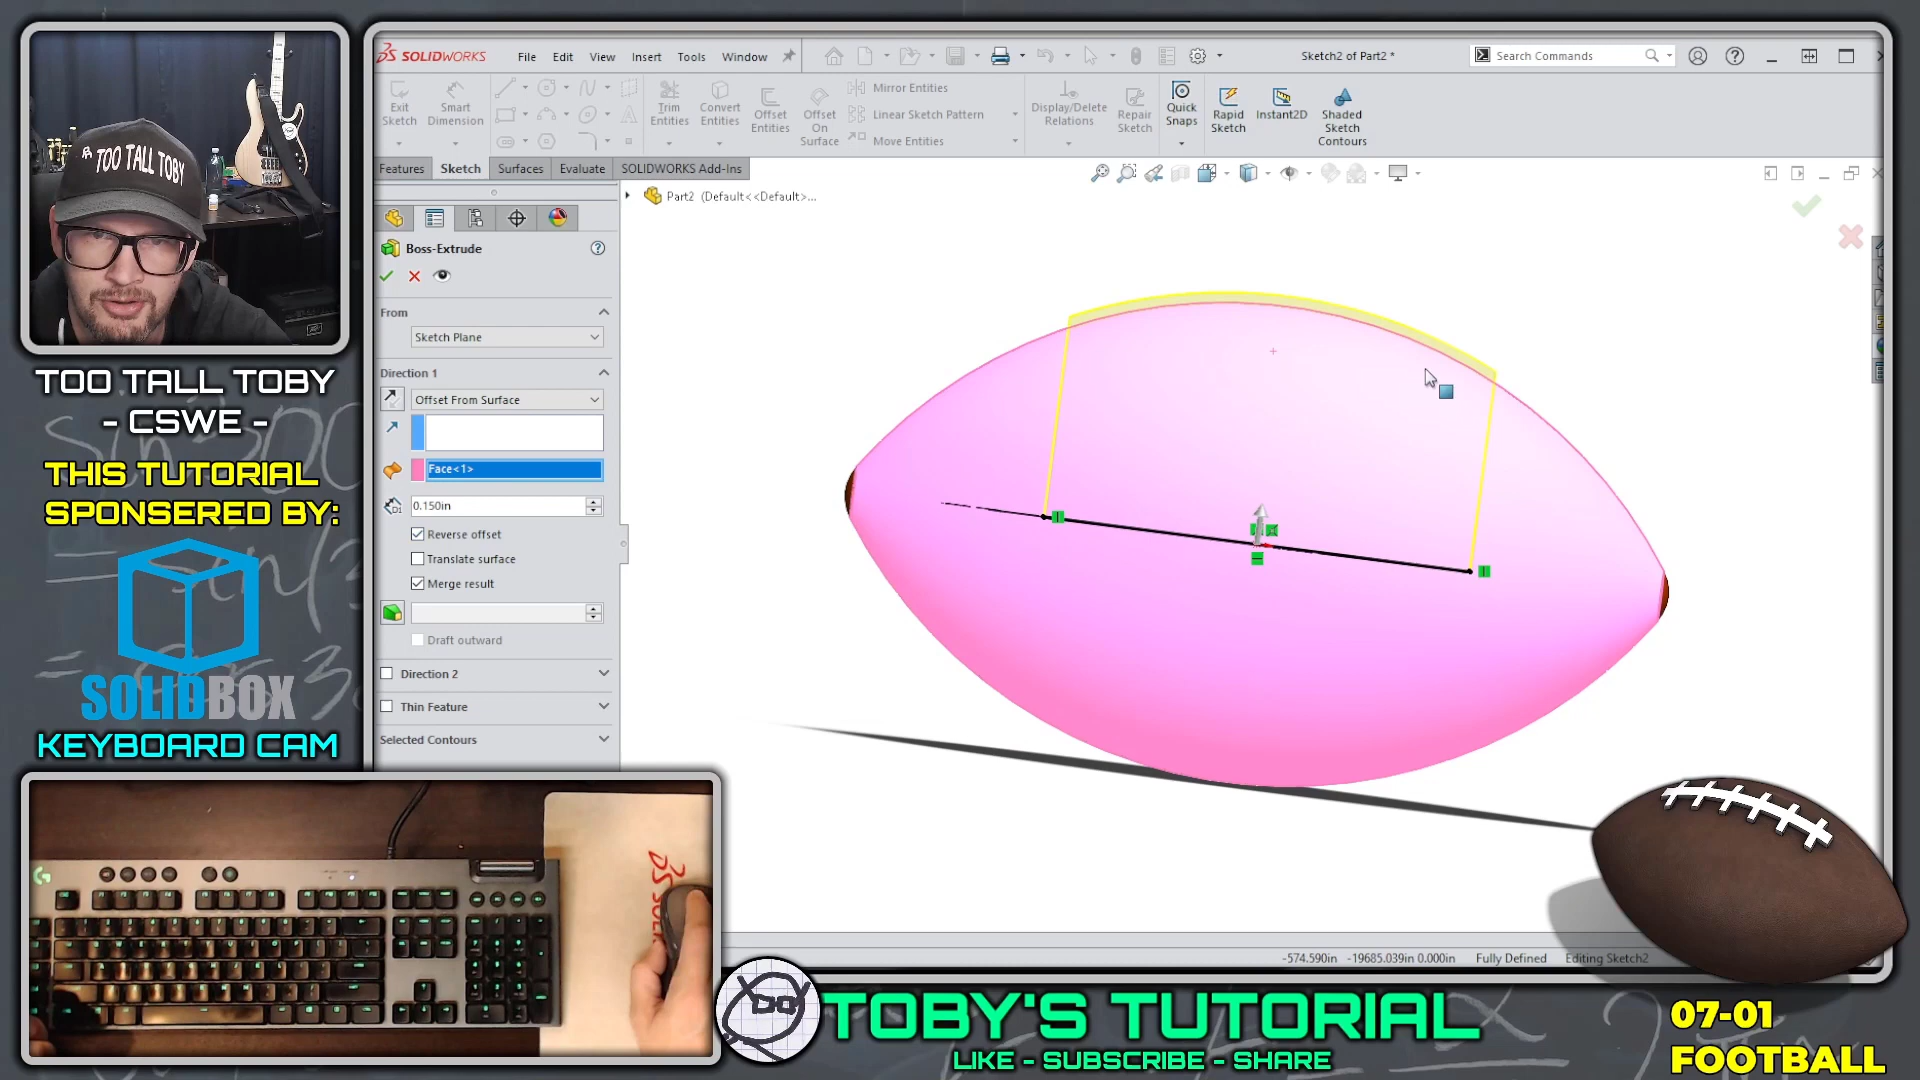 TOO TALL TOBY
TOO TALL TOBY
- CSWE -
THIS TUTORIAL
SPONSERED BY:
SOLIDBOX
KEYBOARD CAM
SOLIDWORKS
File
Edit
View
Insert
Tools
Window
Sketch2 of Part2 *
Search Commands
Exit Sketch
Smart Dimension
Trim Entities
Convert Entities
Offset Entities
Offset On Surface
Mirror Entities
Linear Sketch Pattern
Move Entities
Display/Delete Relations
Repair Sketch
Quick Snaps
Rapid Sketch
Instant2D
Shaded Sketch Contours
Features
Sketch
Surfaces
Evaluate
SOLIDWORKS Add-Ins
Part2 (Default<<Default>...
Boss-Extrude
From
Sketch Plane
Direction 1
Offset From Surface
Face<1>
0.150in
Reverse offset
Translate surface
Merge result
Draft outward
Direction 2
Thin Feature
Selected Contours
-574.590in
-19685.039in 0.000in
Fully Defined
Editing Sketch2
TOBY'S TUTORIAL
LIKE - SUBSCRIBE - SHARE
07-01
FOOTBALL